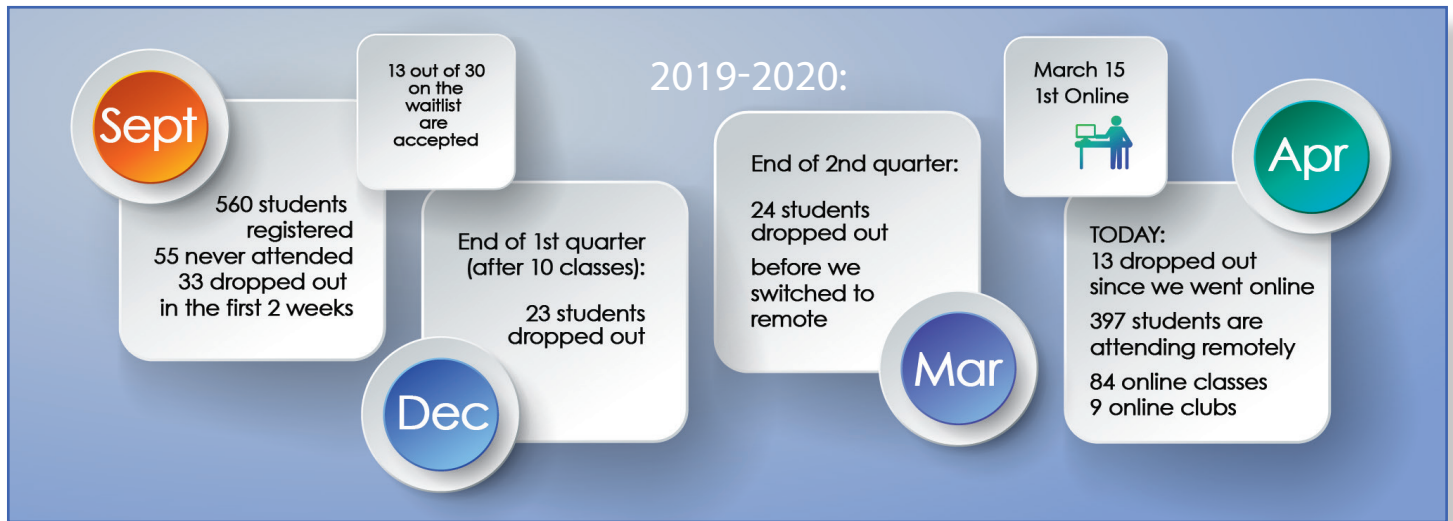 2019-2020:
Sept
560 students
registered
55 never attended
33 dropped out
in the first 2 weeks
13 out of 30
on the
waitlist
are
accepted
Dec
End of 1st quarter
(after 10 classes):
23 students
dropped out
Mar
End of 2nd quarter:
24 students
dropped out
before we
switched to
remote
March 15
1st Online
Apr
TODAY:
13 dropped out
since we went online
397 students are
attending remotely
84 online classes
9 online clubs